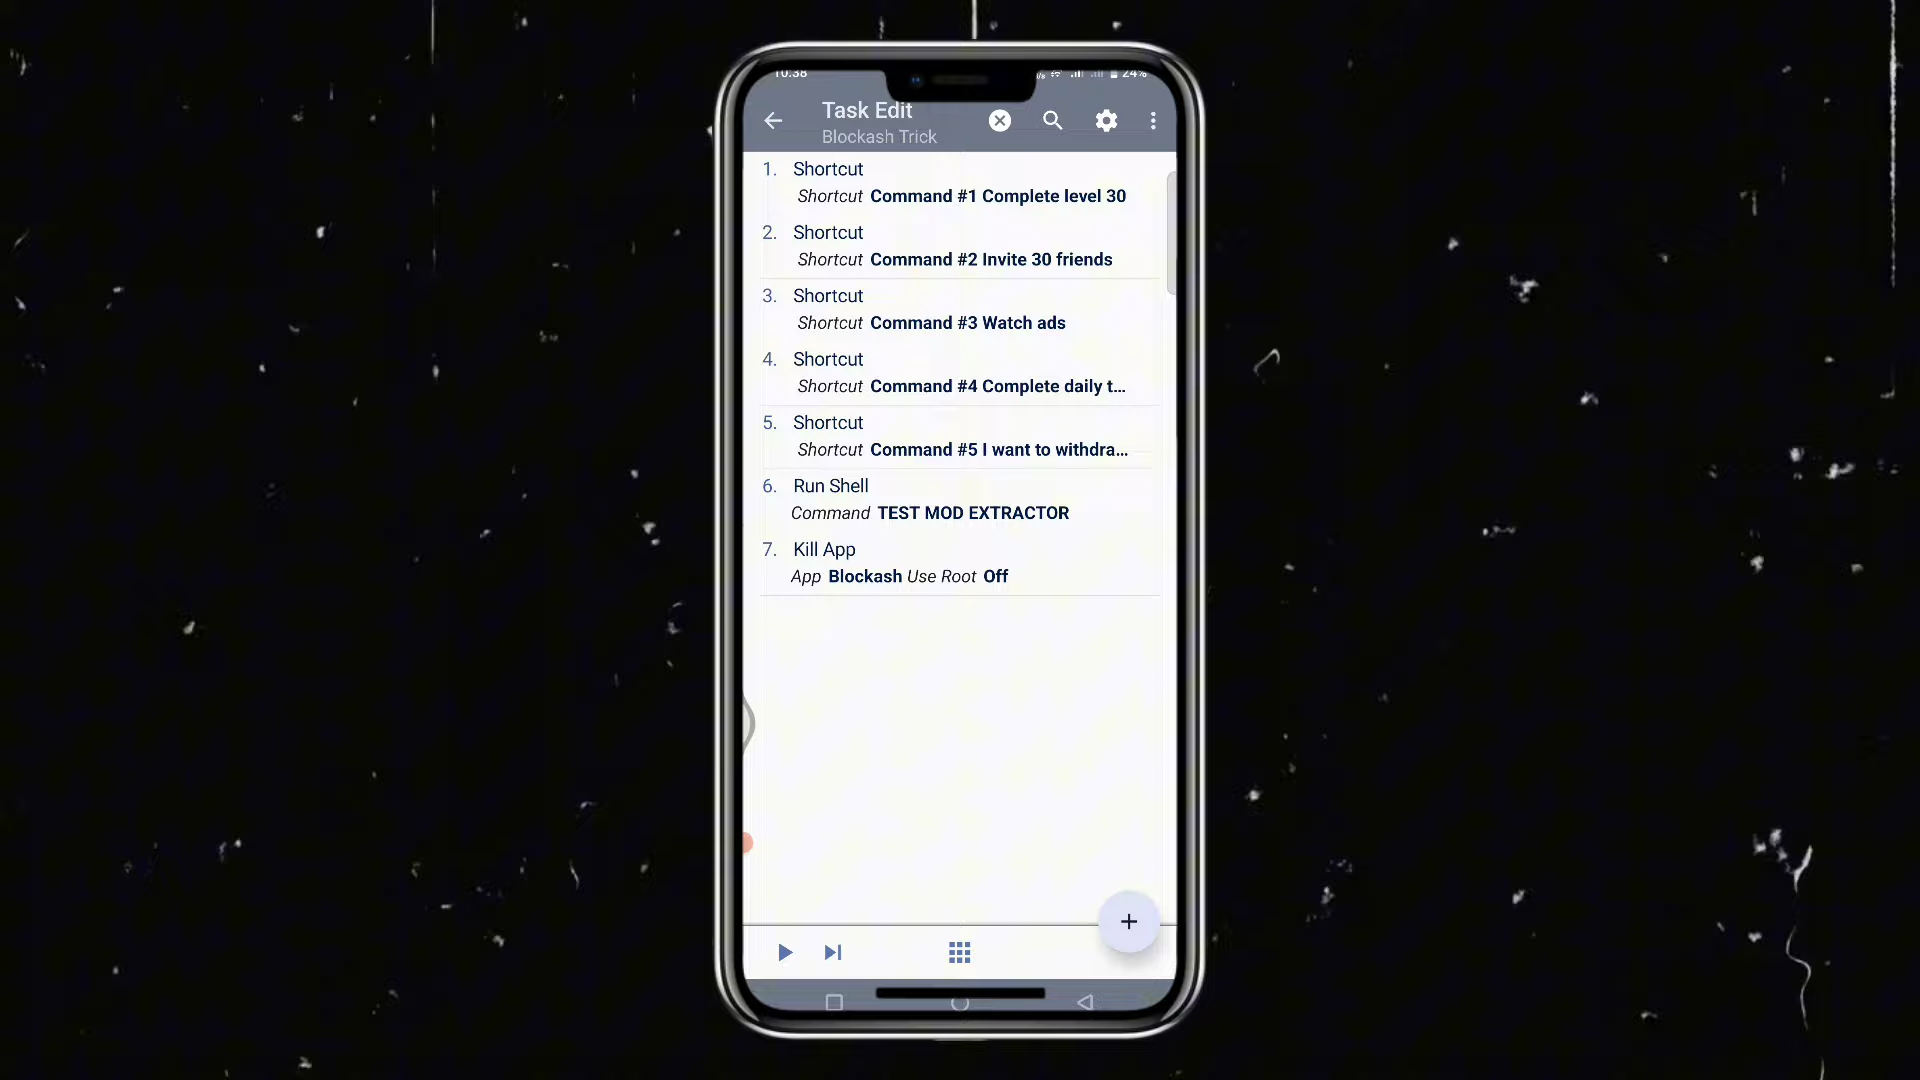 10:38
24%
Task Edit
Blockash Trick
1. Shortcut
Shortcut Command #1 Complete level 30
2. Shortcut
Shortcut Command #2 Invite 30 friends
3. Shortcut
Shortcut Command #3 Watch ads
4. Shortcut
Shortcut Command #4 Complete daily t...
5. Shortcut
Shortcut Command #5 I want to withdra...
6. Run Shell
Command TEST MOD EXTRACTOR
7. Kill App
App Blockash Use Root Off